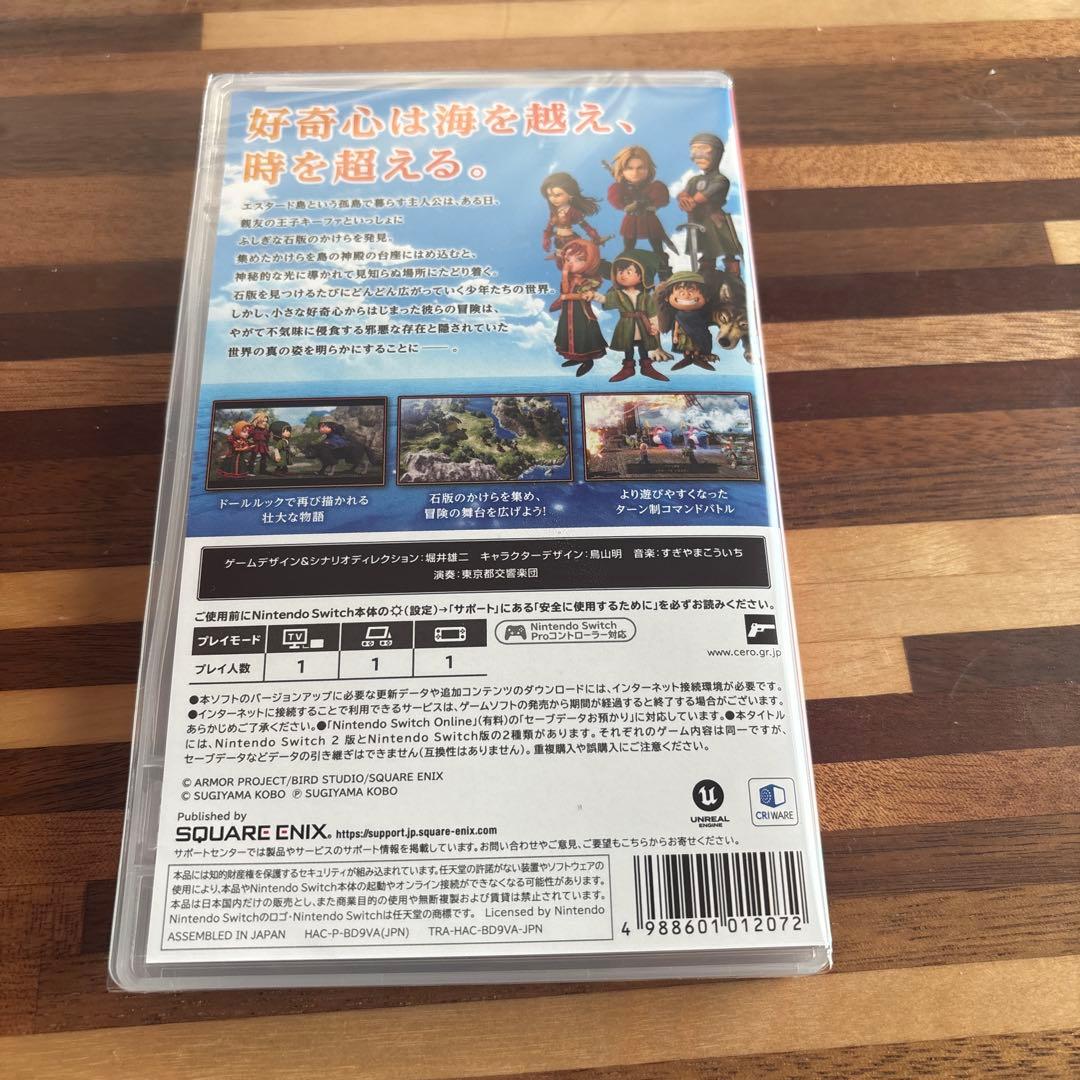 好奇心は海を越え、
時を超える。
エスタード島という孤島で暮らす主人公は、ある日、
親友の王子キーファといっしょに
ふしぎな石版のかけらを発見。
集めたかけらを島の神殿の台座にはめ込むと、
神秘的な光に導かれて見知らぬ場所にたどり着く。
石版を見つけるたびにどんどん広がっていく少年たちの世界。
しかし、小さな好奇心からはじまった彼らの冒険は、
やがて不気味に侵食する邪悪な存在と隠されていた
世界の真の姿を明らかにすることに――。
ドールルックで再び描かれる
壮大な物語
石版のかけらを集め、
冒険の舞台を広げよう!
より遊びやすくなった
ターン制コマンドバトル
ゲームデザイン&シナリオディレクション:堀井雄二 キャラクターデザイン:鳥山明 音楽:すぎやまこういち
演奏:東京都交響楽団
ご使用前にNintendo Switch本体の(設定)→「サポート」にある「安全に使用するために」を必ずお読みください。
プレイモード TV
プレイ人数 1 1 1
Nintendo Switch
Proコントローラー対応
www.cero.gr.jp
●本ソフトのバージョンアップに必要な更新データや追加コンテンツのダウンロードには、インターネット接続環境が必要です。
●インターネットに接続することで利用できるサービスは、ゲームソフトの発売から期間が経過すると終了する場合がございます。
あらかじめご了承ください。●「Nintendo Switch Online」(有料)の「セーブデータお預かり」に対応しています。●本タイトル
には、Nintendo Switch 2 版とNintendo Switch版の2種類があります。それぞれのゲーム内容は同一ですが、
セーブデータなどデータの引き継ぎはできません(互換性はありません)。重複購入や誤購入にご注意ください。
© ARMOR PROJECT/BIRD STUDIO/SQUARE ENIX
© SUGIYAMA KOBO ℗ SUGIYAMA KOBO
Published by
SQUARE ENIX® https://support.jp.square-enix.com
UNREAL
ENGINE
CRIWARE
サポートセンターでは製品やサービスのサポート情報を掲載しています。お問い合わせやご意見、ご要望もこちらからお寄せください。
本品には知的財産権を保護するセキュリティが組み込まれています。任天堂の許諾がない装置やソフトウェアの
使用により、本品やNintendo Switch本体の起動やオンライン接続ができなくなる可能性があります。
本品は日本国内だけの販売とし、また商業目的の使用や無断複製および賃貸は禁止されています。
Nintendo Switchのロゴ・Nintendo Switchは任天堂の商標です。 Licensed by Nintendo
ASSEMBLED IN JAPAN HAC-P-BD9VA(JPN) TRA-HAC-BD9VA-JPN
4 988601 012072